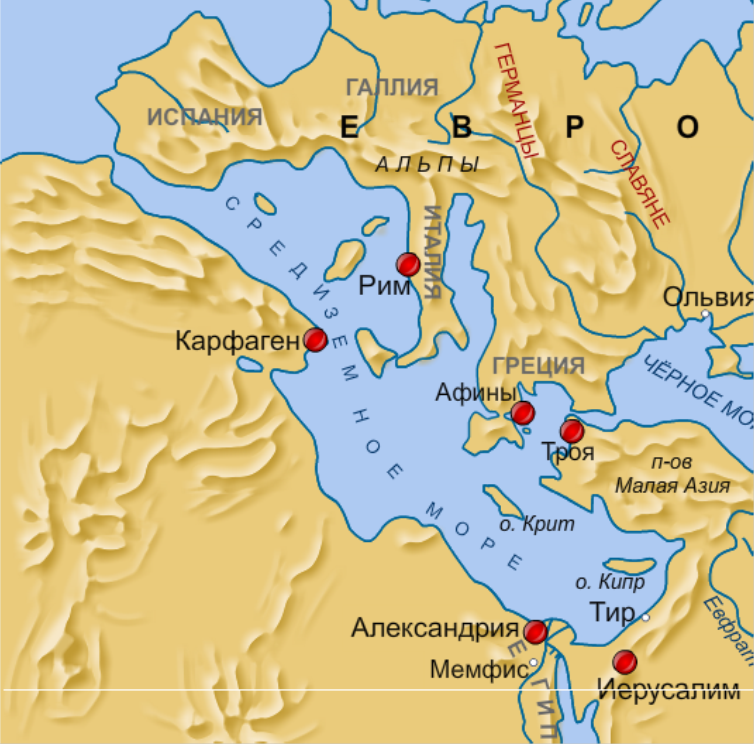 ГЕРМАНЦЫ
ГАЛЛИЯ
ИСПАНИЯ
Е В Р О
АЛЬПЫ
СЛАВЯНЕ
СРЕДИЗЕМНОЕ МОРЕ
ИТАЛИЯ
Рим
Ольвия
Карфаген
ГРЕЦИЯ
ЧЁРНОЕ МО
Афины
Троя
п-ов
Малая Азия
о. Крит
о. Кипр
Евфрат
Тир
Александрия
Мемфис
ЕГИП
Иерусалим